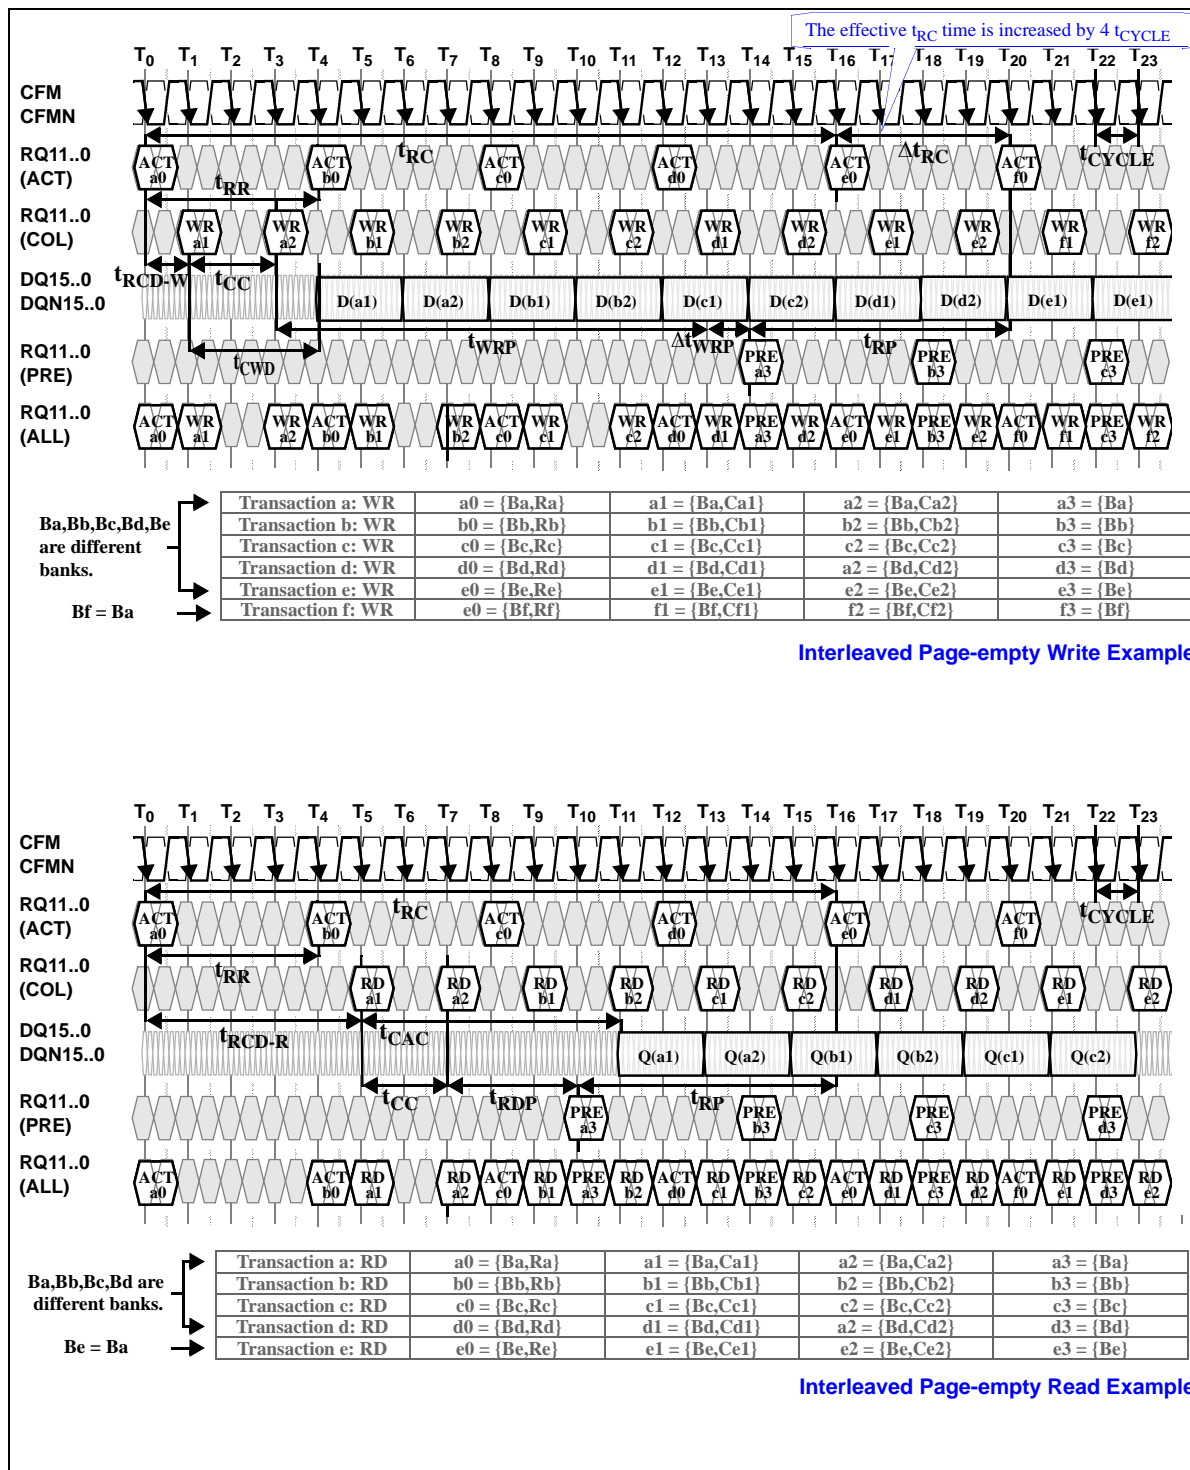 The effective tRC time is increased by 4 tCYCLE
T0 T1 T2 T3 T4 T5 T6 T7 T8 T9 T10 T11 T12 T13 T14 T15 T16 T17 T18 T19 T20 T21 T22 T23
CFM
CFMN
tRC ΔtRC tCYCLE
RQ11..0
(ACT)
ACT a0 ACT b0 ACT c0 ACT d0 ACT e0 ACT f0
tRR
RQ11..0
(COL)
WR a1 WR a2 WR b1 WR b2 WR c1 WR c2 WR d1 WR d2 WR e1 WR e2 WR f1 WR f2
tRCD-W tCC
DQ15..0
DQN15..0
D(a1) D(a2) D(b1) D(b2) D(c1) D(c2) D(d1) D(d2) D(e1) D(e1)
tCWD tWRP ΔtWRP tRP
RQ11..0
(PRE)
PRE a3 PRE b3 PRE c3
RQ11..0
(ALL)
ACT a0 WR a1 WR a2 ACT b0 WR b1 WR b2 ACT c0 WR c1 WR c2 ACT d0 WR d1 PRE a3 WR d2 ACT e0 WR e1 PRE b3 WR e2 ACT f0 WR f1 PRE c3 WR f2
Ba,Bb,Bc,Bd,Be
are different
banks.
Bf = Ba
Transaction a: WR a0 = {Ba,Ra} a1 = {Ba,Ca1} a2 = {Ba,Ca2} a3 = {Ba}
Transaction b: WR b0 = {Bb,Rb} b1 = {Bb,Cb1} b2 = {Bb,Cb2} b3 = {Bb}
Transaction c: WR c0 = {Bc,Rc} c1 = {Bc,Cc1} c2 = {Bc,Cc2} c3 = {Bc}
Transaction d: WR d0 = {Bd,Rd} d1 = {Bd,Cd1} a2 = {Bd,Cd2} d3 = {Bd}
Transaction e: WR e0 = {Be,Re} e1 = {Be,Ce1} e2 = {Be,Ce2} e3 = {Be}
Transaction f: WR e0 = {Bf,Rf} f1 = {Bf,Cf1} f2 = {Bf,Cf2} f3 = {Bf}
Interleaved Page-empty Write Example
T0 T1 T2 T3 T4 T5 T6 T7 T8 T9 T10 T11 T12 T13 T14 T15 T16 T17 T18 T19 T20 T21 T22 T23
CFM
CFMN
tRC tCYCLE
RQ11..0
(ACT)
ACT a0 ACT b0 ACT c0 ACT d0 ACT e0 ACT f0
tRR
RQ11..0
(COL)
RD a1 RD a2 RD b1 RD b2 RD c1 RD c2 RD d1 RD d2 RD e1 RD e2
tRCD-R tCAC
DQ15..0
DQN15..0
Q(a1) Q(a2) Q(b1) Q(b2) Q(c1) Q(c2)
tCC tRDP tRP
RQ11..0
(PRE)
PRE a3 PRE b3 PRE c3 PRE d3
RQ11..0
(ALL)
ACT a0 ACT b0 RD a1 RD a2 ACT c0 RD b1 PRE a3 RD b2 ACT d0 RD c1 PRE b3 RD c2 ACT e0 RD d1 PRE c3 RD d2 ACT f0 RD e1 PRE d3 RD e2
Ba,Bb,Bc,Bd are
different banks.
Be = Ba
Transaction a: RD a0 = {Ba,Ra} a1 = {Ba,Ca1} a2 = {Ba,Ca2} a3 = {Ba}
Transaction b: RD b0 = {Bb,Rb} b1 = {Bb,Cb1} b2 = {Bb,Cb2} b3 = {Bb}
Transaction c: RD c0 = {Bc,Rc} c1 = {Bc,Cc1} c2 = {Bc,Cc2} c3 = {Bc}
Transaction d: RD d0 = {Bd,Rd} d1 = {Bd,Cd1} a2 = {Bd,Cd2} d3 = {Bd}
Transaction e: RD e0 = {Be,Re} e1 = {Be,Ce1} e2 = {Be,Ce2} e3 = {Be}
Interleaved Page-empty Read Example